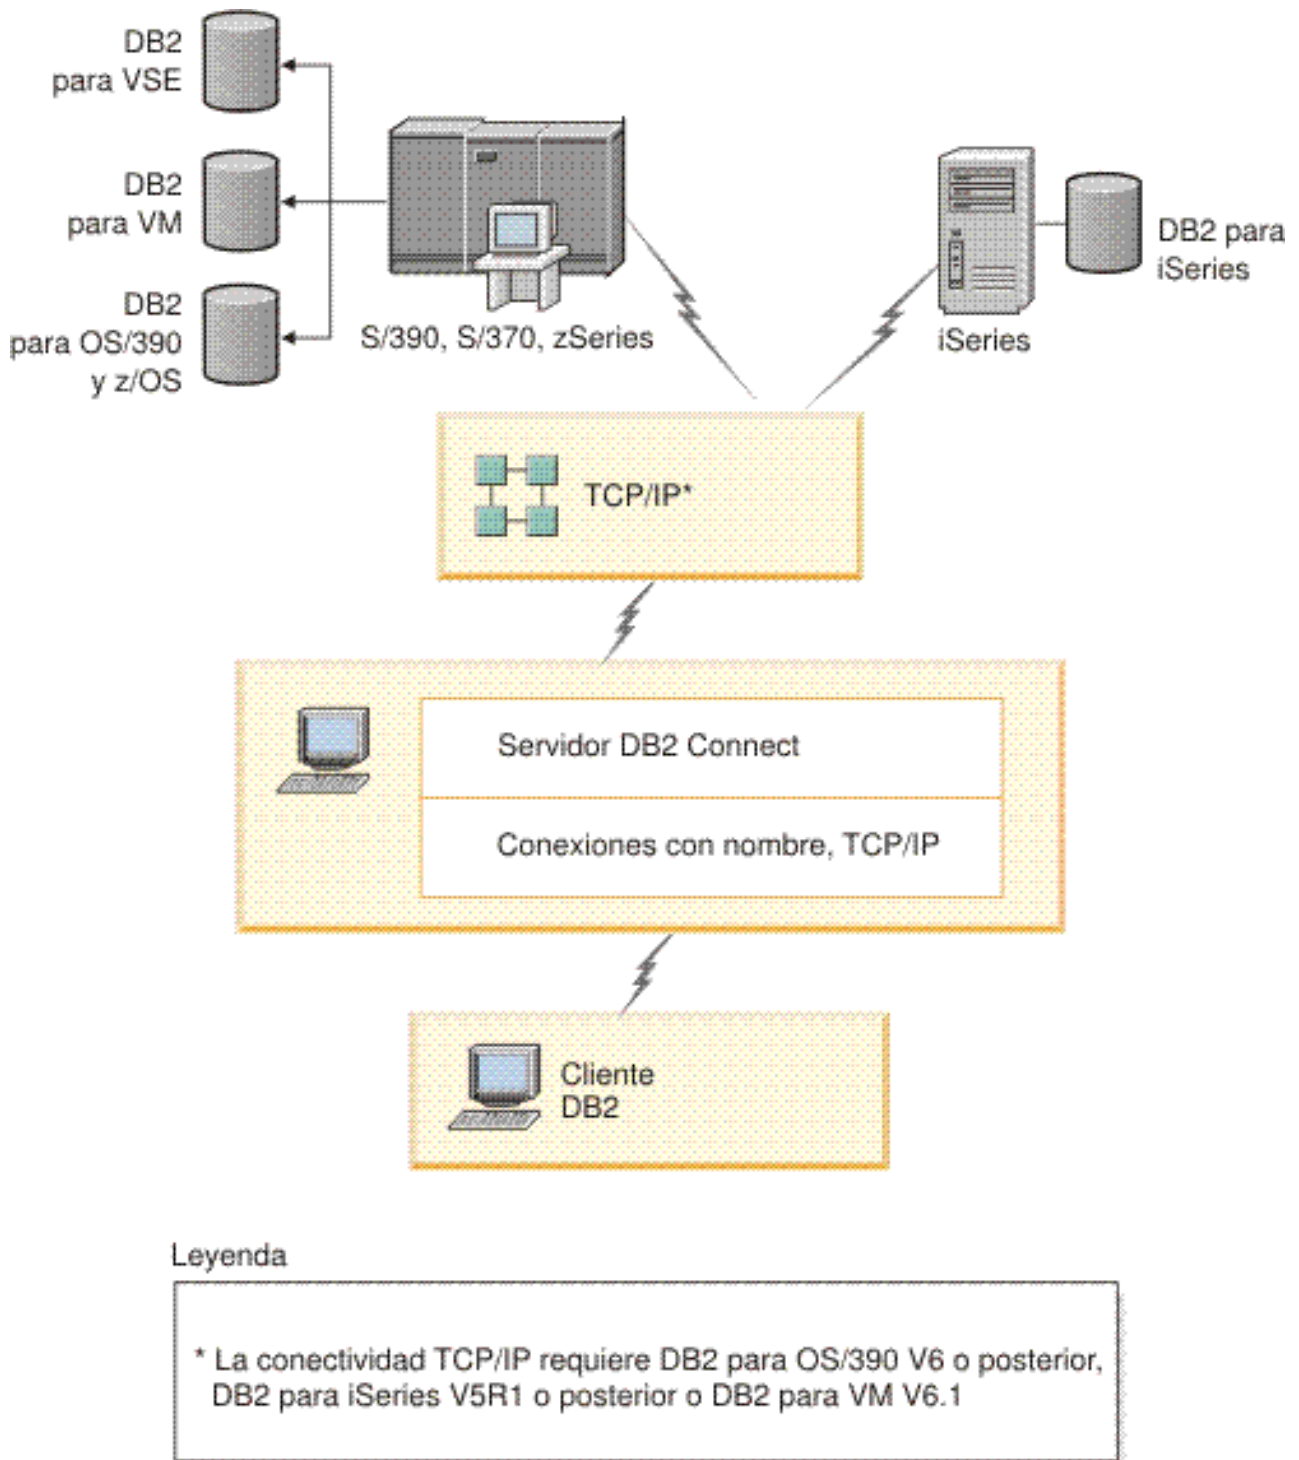 DB2
para VSE
DB2
para VM
DB2
para OS/390
y z/OS
S/390, S/370, zSeries
DB2 para
iSeries
iSeries
TCP/IP*
Servidor DB2 Connect
Conexiones con nombre, TCP/IP
Cliente
DB2
Leyenda
* La conectividad TCP/IP requiere DB2 para OS/390 V6 o posterior,
DB2 para iSeries V5R1 o posterior o DB2 para VM V6.1